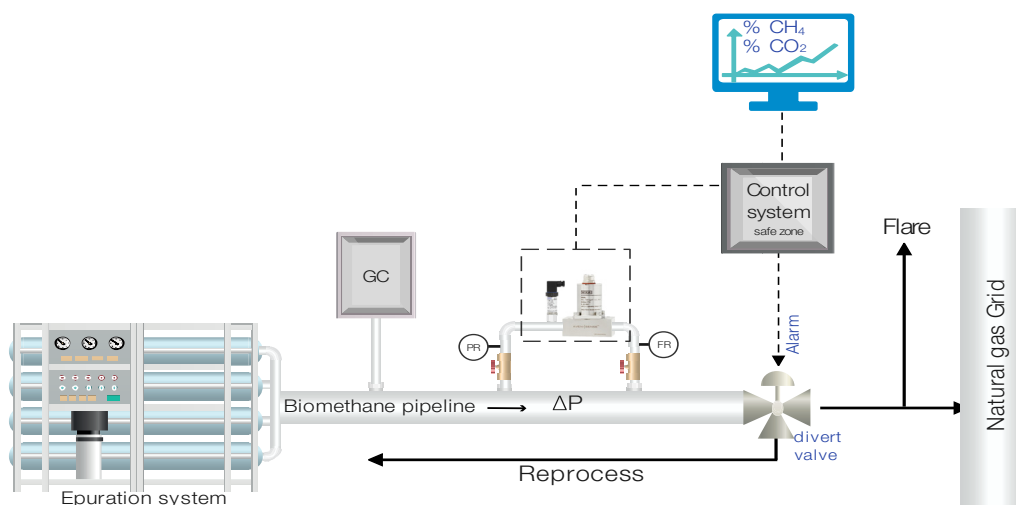 % CH₄
% CO₂
Control
system
safe zone
Flare
GC
Natural gas Grid
PR
FR
Alarm
Biomethane pipeline
ΔP
divert
valve
Reprocess
Epuration system